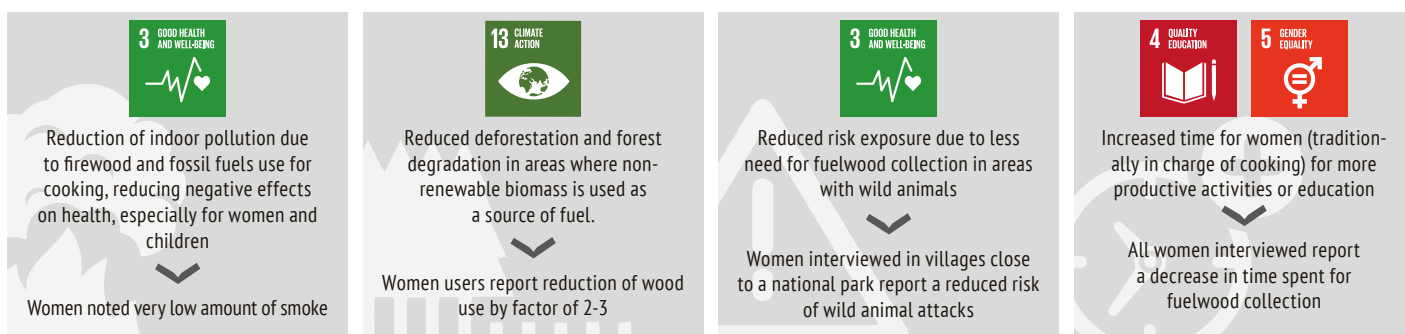 3 GOOD HEALTH
AND WELL-BEING
Reduction of indoor pollution due
to firewood and fossil fuels use for
cooking, reducing negative effects
on health, especially for women and
children
Women noted very low amount of smoke
13 CLIMATE
ACTION
Reduced deforestation and forest
degradation in areas where non-
renewable biomass is used as
a source of fuel.
Women users report reduction of wood
use by factor of 2-3
3 GOOD HEALTH
AND WELL-BEING
Reduced risk exposure due to less
need for fuelwood collection in areas
with wild animals
Women interviewed in villages close
to a national park report a reduced risk
of wild animal attacks
4 QUALITY
EDUCATION
5 GENDER
EQUALITY
Increased time for women (tradition-
ally in charge of cooking) for more
productive activities or education
All women interviewed report
a decrease in time spent for
fuelwood collection